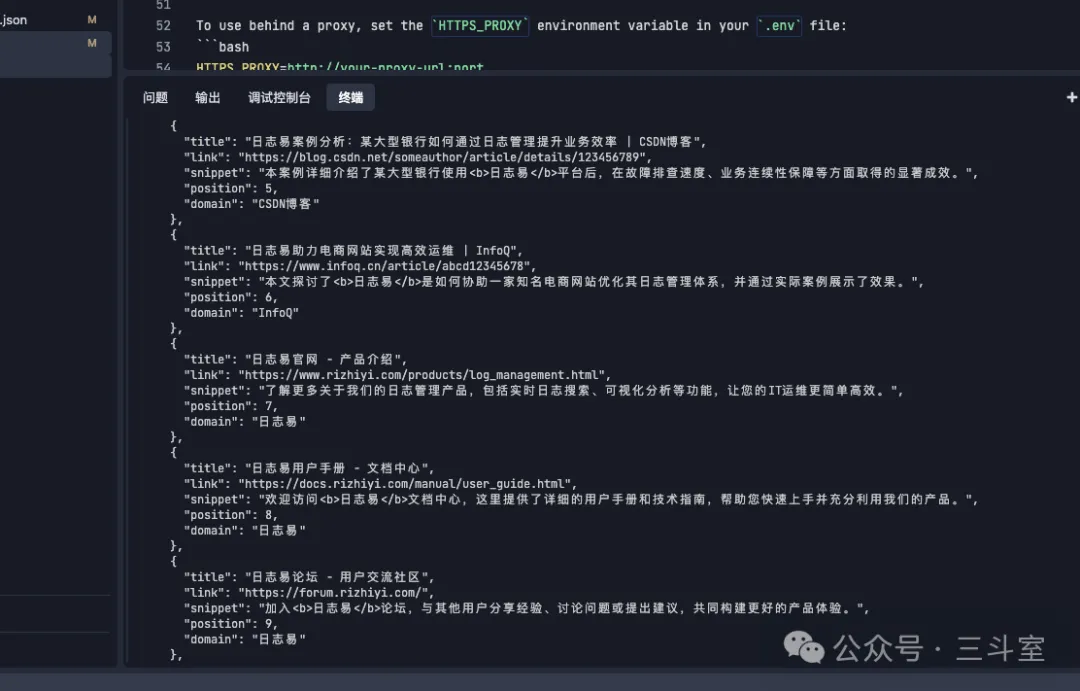 .json M
M
51
52 To use behind a proxy, set the `HTTPS_PROXY` environment variable in your `.env` file:
53 ```bash
54 HTTPS_PROXY=http://your-proxy-url:port
问题 输出 调试控制台 终端 +
{
"title": "日志易案例分析: 某大型银行如何通过日志管理提升业务效率 | CSDN博客",
"link": "https://blog.csdn.net/someauthor/article/details/123456789",
"snippet": "本案例详细介绍了某大型银行使用<b>日志易</b>平台后，在故障排查速度、业务连续性保障等方面取得的显著成效。",
"position": 5,
"domain": "CSDN博客"
},
{
"title": "日志易助力电商网站实现高效运维 | InfoQ",
"link": "https://www.infoq.cn/article/abcd12345678",
"snippet": "本文探讨了<b>日志易</b>是如何协助一家知名电商网站优化其日志管理体系，并通过实际案例展示了效果。",
"position": 6,
"domain": "InfoQ"
},
{
"title": "日志易官网 - 产品介绍",
"link": "https://www.rizhiyi.com/products/log_management.html",
"snippet": "了解更多关于我们的日志管理产品，包括实时日志搜索、可视化分析等功能，让您的IT运维更简单高效。",
"position": 7,
"domain": "日志易"
},
{
"title": "日志易用户手册 - 文档中心",
"link": "https://docs.rizhiyi.com/manual/user_guide.html",
"snippet": "欢迎访问<b>日志易</b>文档中心，这里提供了详细的用户手册和技术指南，帮助您快速上手并充分利用我们的产品。",
"position": 8,
"domain": "日志易"
},
{
"title": "日志易论坛 - 用户交流社区",
"link": "https://forum.rizhiyi.com/",
"snippet": "加入<b>日志易</b>论坛，与其他用户分享经验、讨论问题或提出建议，共同构建更好的产品体验。",
"position": 9,
"domain": "日志易"
},
公众号 · 三斗室